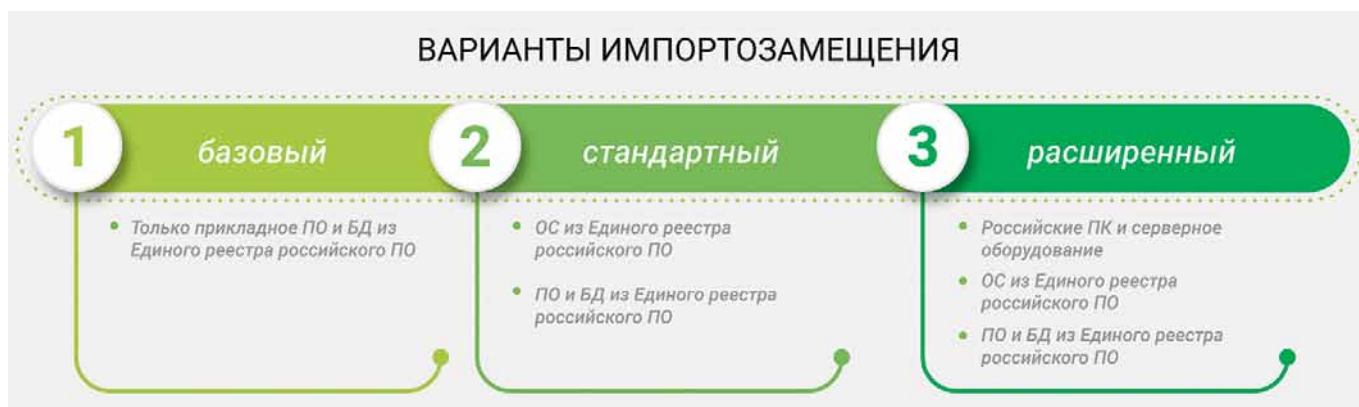 ВАРИАНТЫ ИМПОРТОЗАМЕЩЕНИЯ
1
базовый
Только прикладное ПО и БД из
Единого реестра российского ПО
2
стандартный
ОС из Единого реестра
российского ПО
ПО и БД из Единого реестра
российского ПО
3
расширенный
Российские ПК и серверное
оборудование
ОС из Единого реестра
российского ПО
ПО и БД из Единого реестра
российского ПО